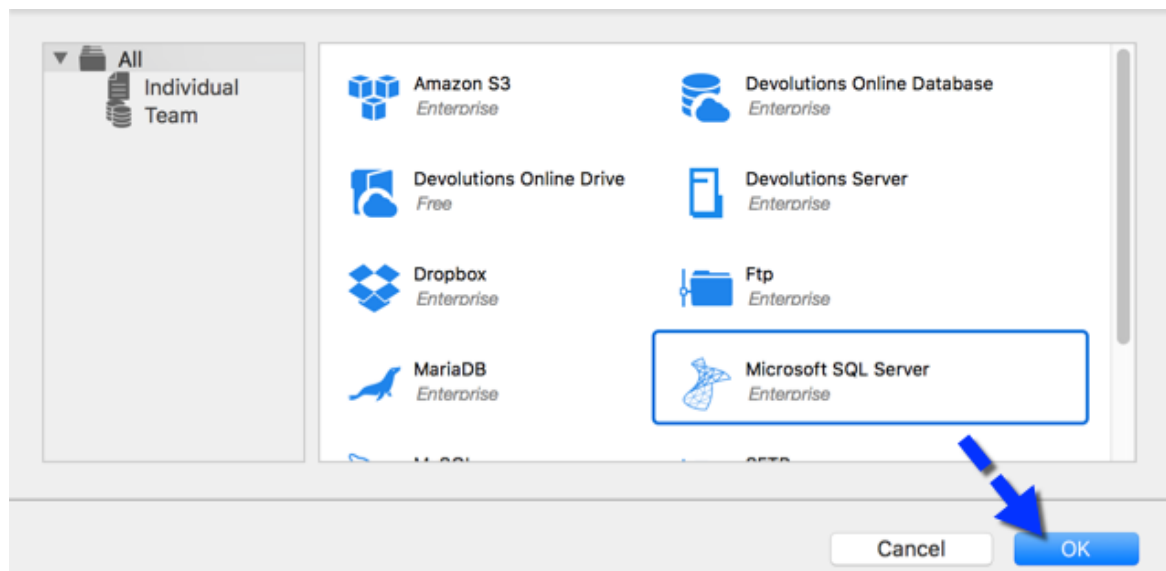 All
Individual
Team
Amazon S3
Enterprise
Devolutions Online Database
Enterprise
Devolutions Online Drive
Free
Devolutions Server
Enterprise
Dropbox
Enterprise
Ftp
Enterprise
MariaDB
Enterprise
Microsoft SQL Server
Enterprise
Cancel
OK